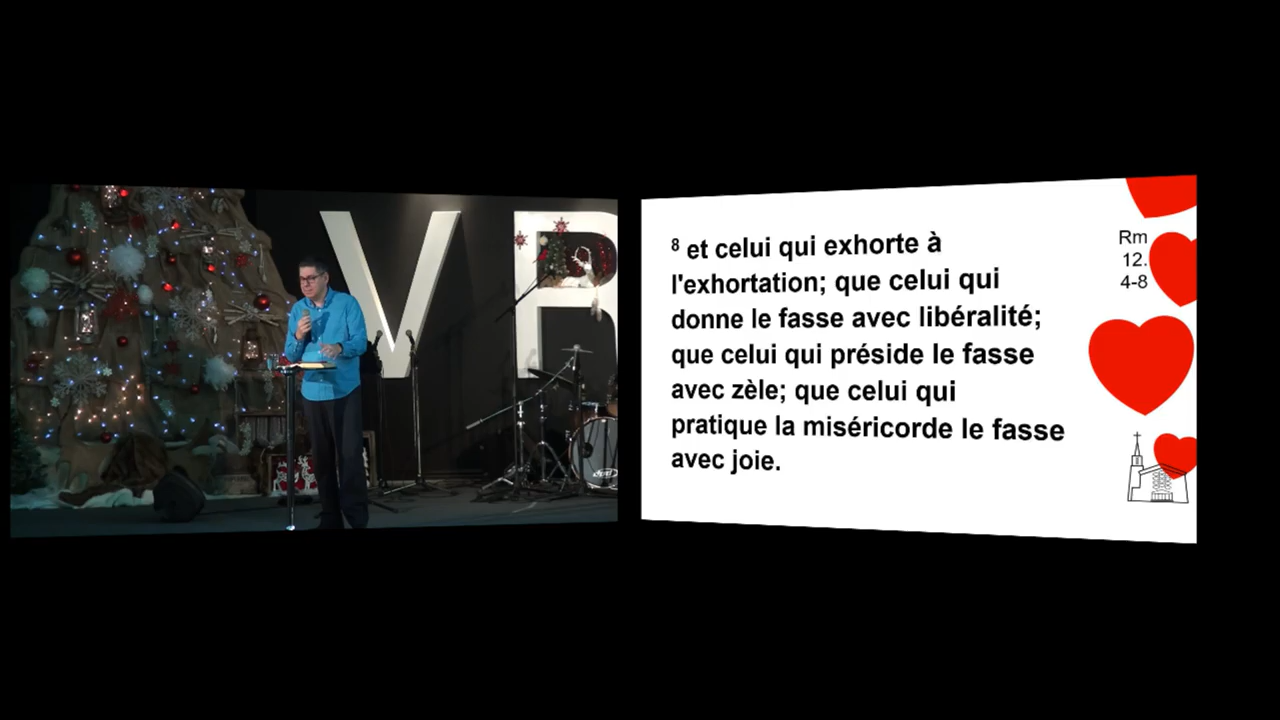 VR
⁸ et celui qui exhorte à
l'exhortation; que celui qui
donne le fasse avec libéralité;
que celui qui préside le fasse
avec zèle; que celui qui
pratique la miséricorde le fasse
avec joie.
Rm
12.
4-8